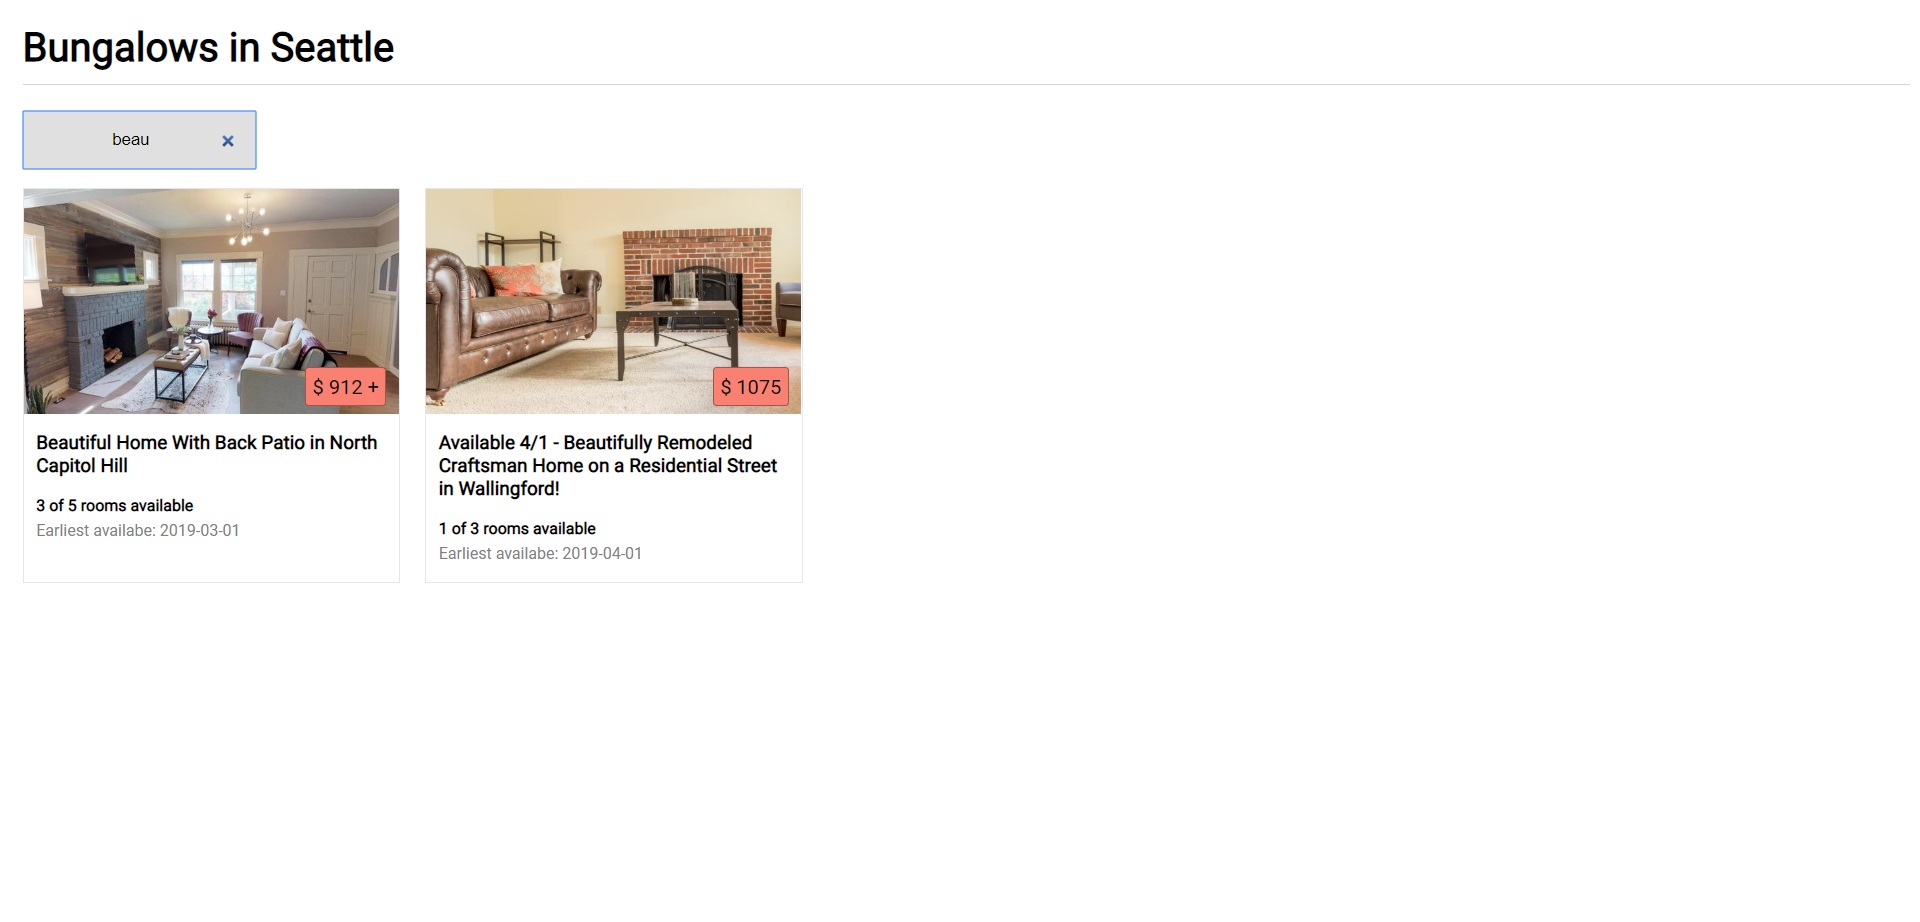 Bungalows in Seattle
beau
$ 912 +
$ 1075
Beautiful Home With Back Patio in North
Capitol Hill
3 of 5 rooms available
Earliest availabe: 2019-03-01
Available 4/1 - Beautifully Remodeled
Craftsman Home on a Residential Street
in Wallingford!
1 of 3 rooms available
Earliest availabe: 2019-04-01